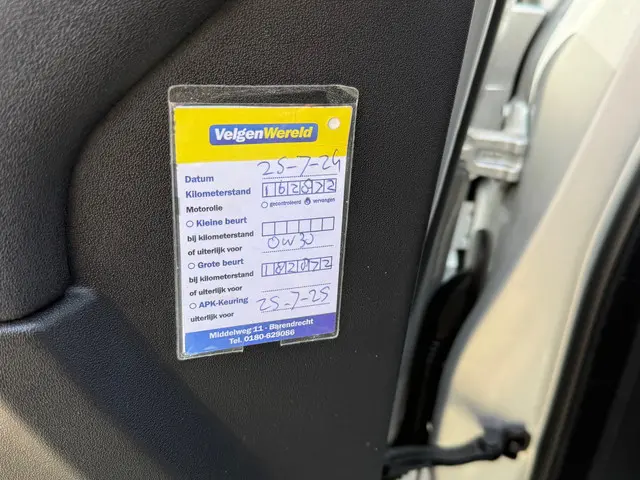 VelgenWereld
Datum 25-7-24
Kilometerstand 162872
Motorolie gecontroleerd vervangen
Kleine beurt
bij kilometerstand
of uiterlijk voor 0W30
Grote beurt
bij kilometerstand 182872
of uiterlijk voor
APK-Keuring
uiterlijk voor 25-7-25
Middelweg 11 - Barendrecht
Tel. 0180-629086